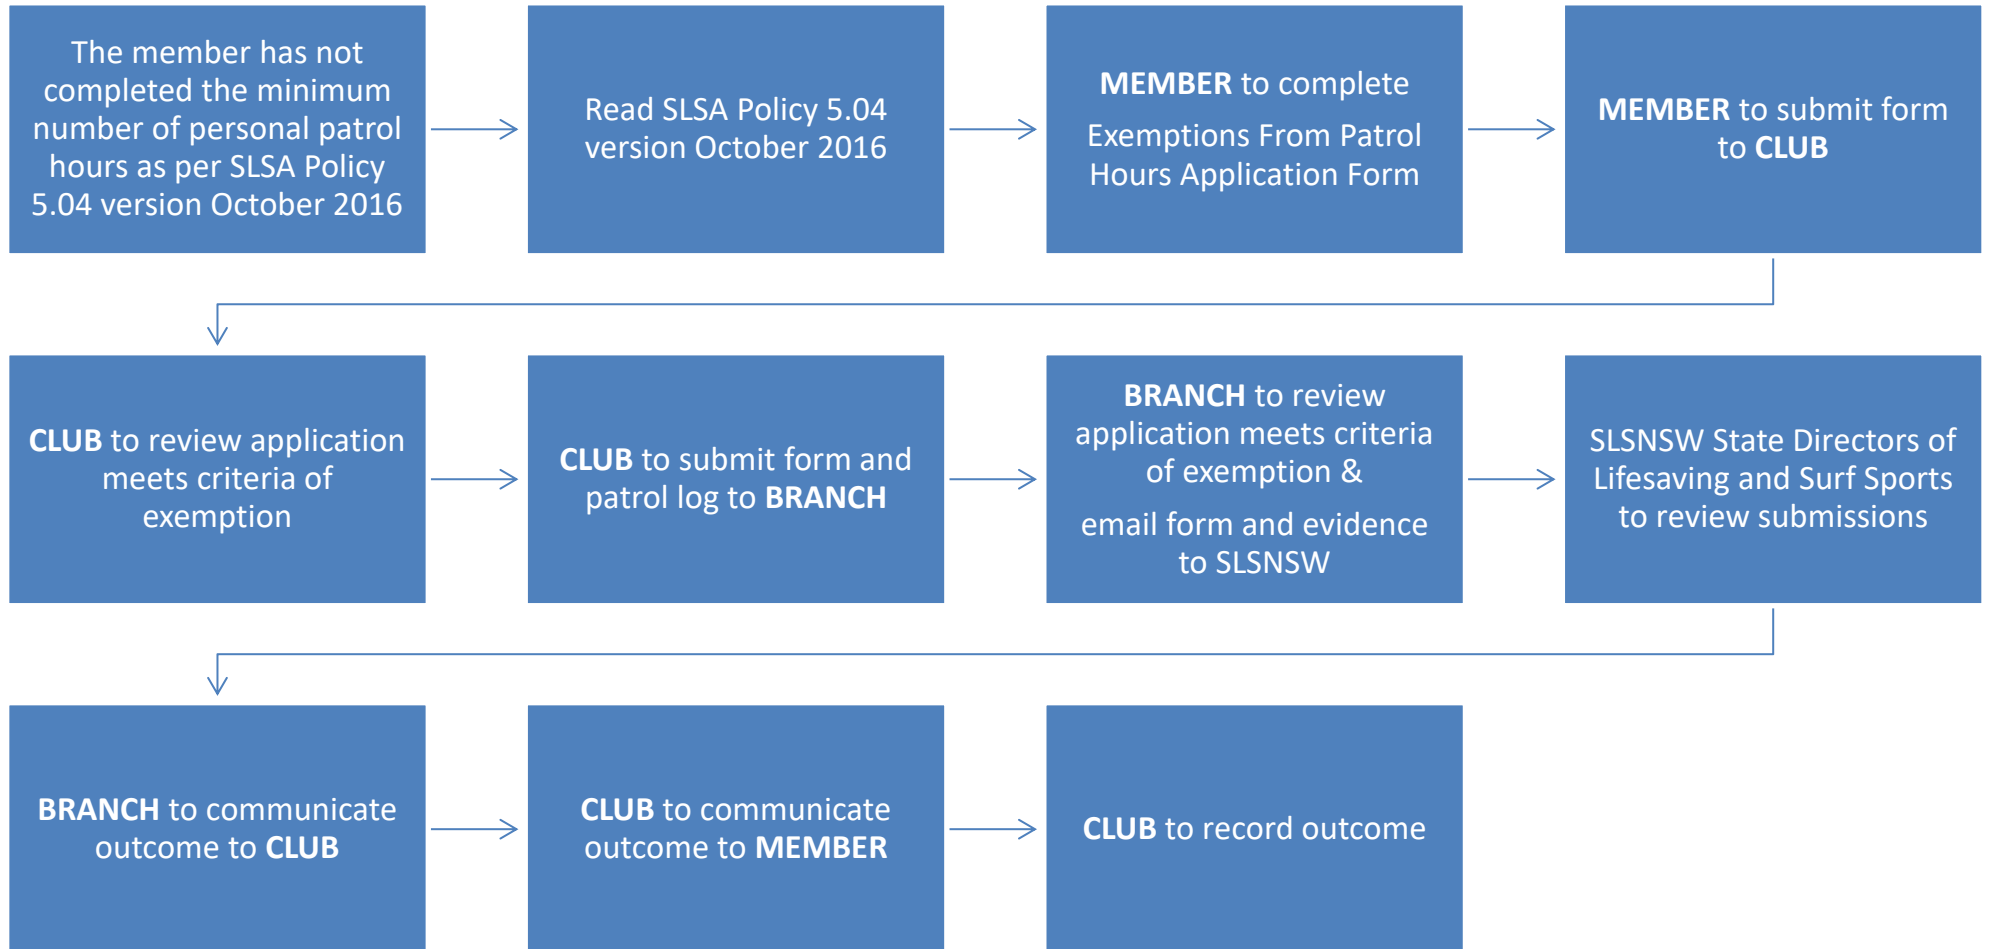 The member has not
completed the minimum
number of personal patrol
hours as per SLSA Policy
5.04 version October 2016
Read SLSA Policy 5.04
version October 2016
MEMBER to complete
Exemptions From Patrol
Hours Application Form
MEMBER to submit form
to CLUB
CLUB to review application
meets criteria of
exemption
CLUB to submit form and
patrol log to BRANCH
BRANCH to review
application meets criteria
of exemption &
email form and evidence
to SLSNSW
SLSNSW State Directors of
Lifesaving and Surf Sports
to review submissions
BRANCH to communicate
outcome to CLUB
CLUB to communicate
outcome to MEMBER
CLUB to record outcome